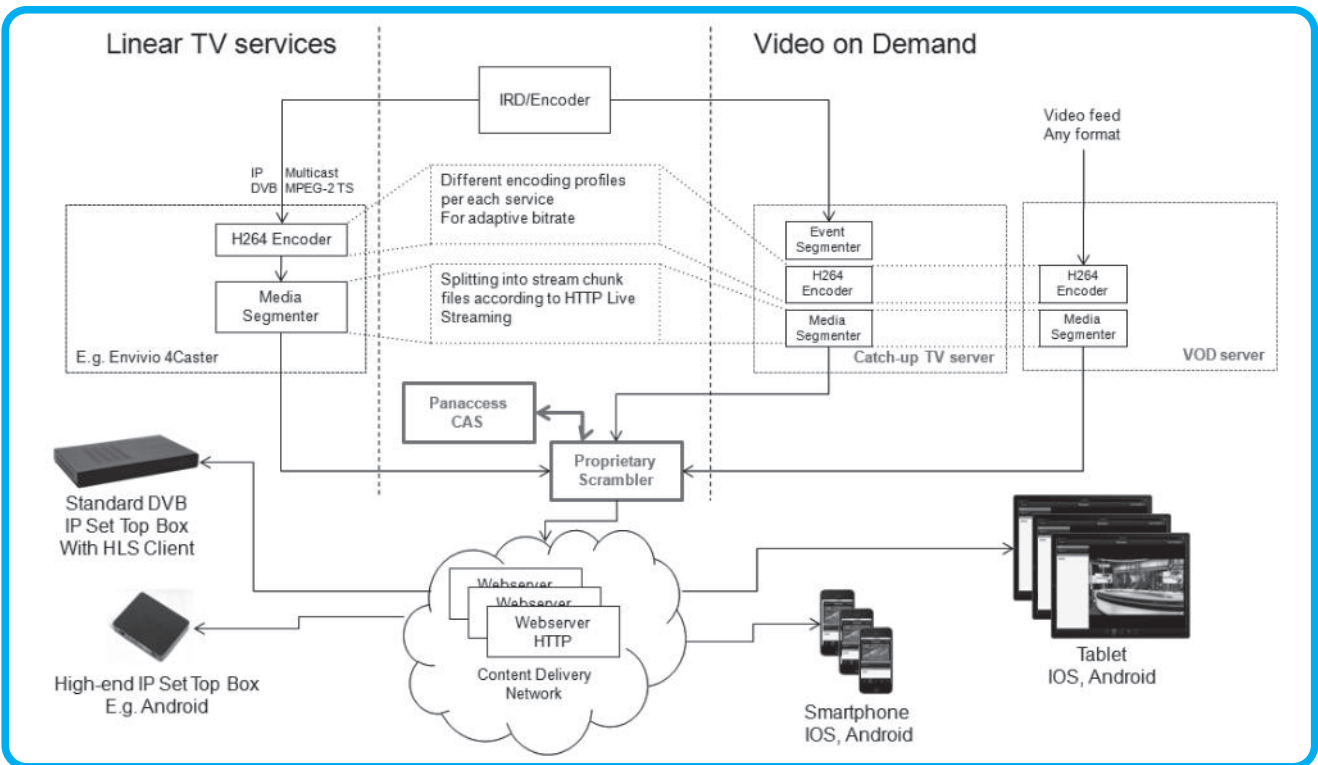 Linear TV services
Video on Demand
IRD/Encoder
Video feed
Any format
IP Multicast
DVB MPEG-2 TS
Different encoding profiles
per each service
For adaptive bitrate
H264 Encoder
Event
Segmenter
H264
Encoder
H264
Encoder
Splitting into stream chunk
files according to HTTP Live
Streaming
Media
Segmenter
Media
Segmenter
Media
Segmenter
E.g. Envivio 4Caster
Catch-up TV server
VOD server
Panaccess
CAS
Proprietary
Scrambler
Standard DVB
IP Set Top Box
With HLS Client
Webserver
Webserver
Webserver
HTTP
Content Delivery
Network
High-end IP Set Top Box
E.g. Android
Smartphone
IOS, Android
Tablet
IOS, Android